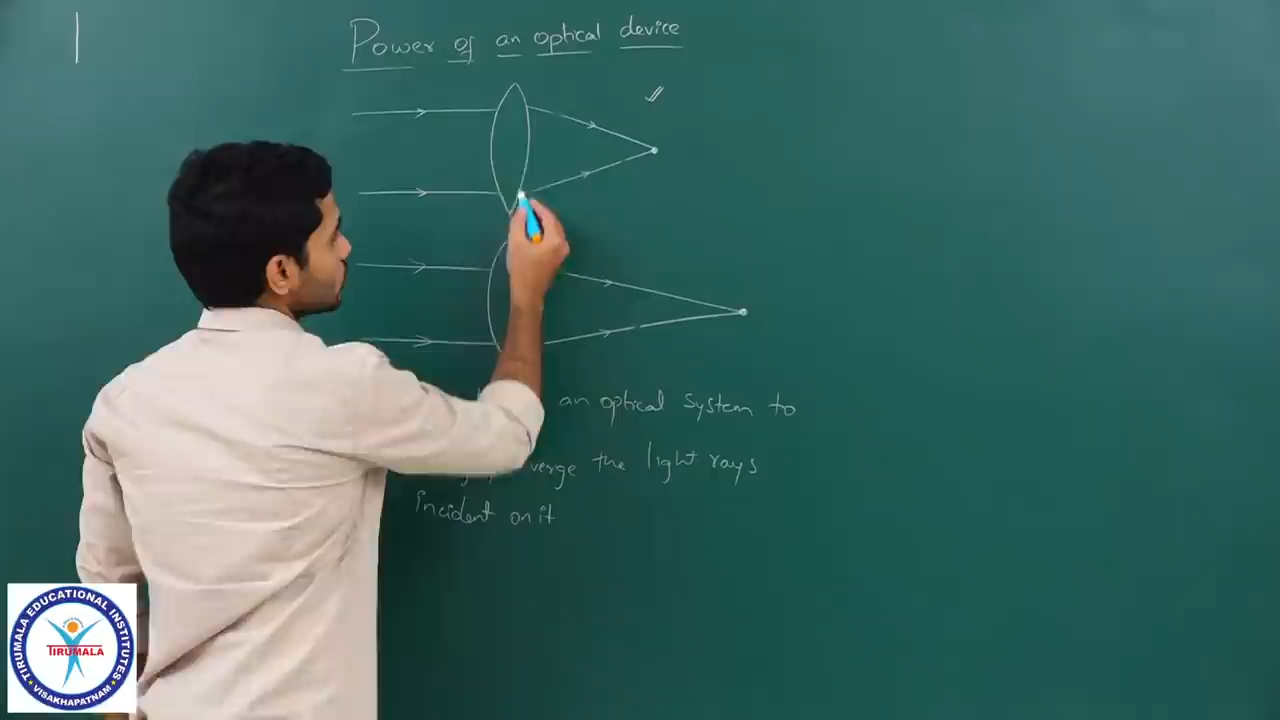 Power of an optical device
an optical System to
verge the light rays
incident on it
TIRUMALA EDUCATIONAL INSTITUTES
TIRUMALA
VISAKHAPATNAM